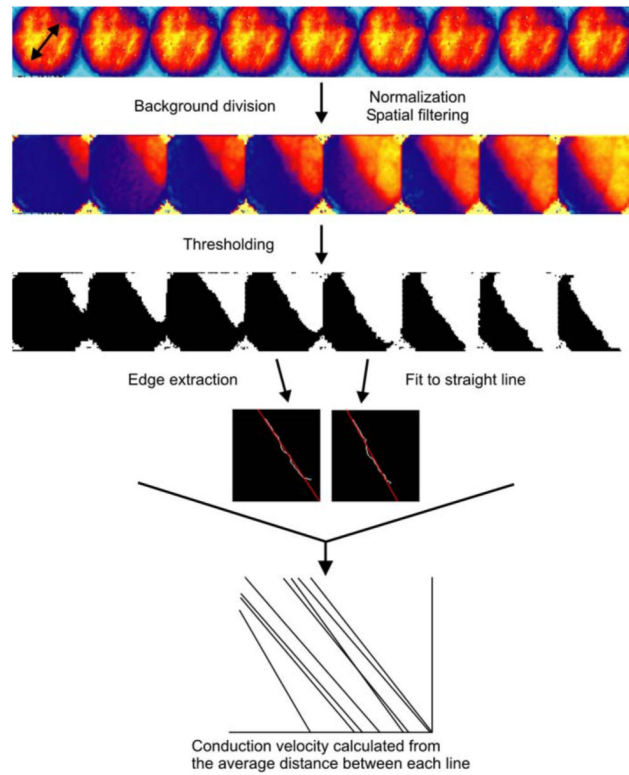 Background division
Normalization
Spatial filtering
Thresholding
Edge extraction
Fit to straight line
Conduction velocity calculated from
the average distance between each line